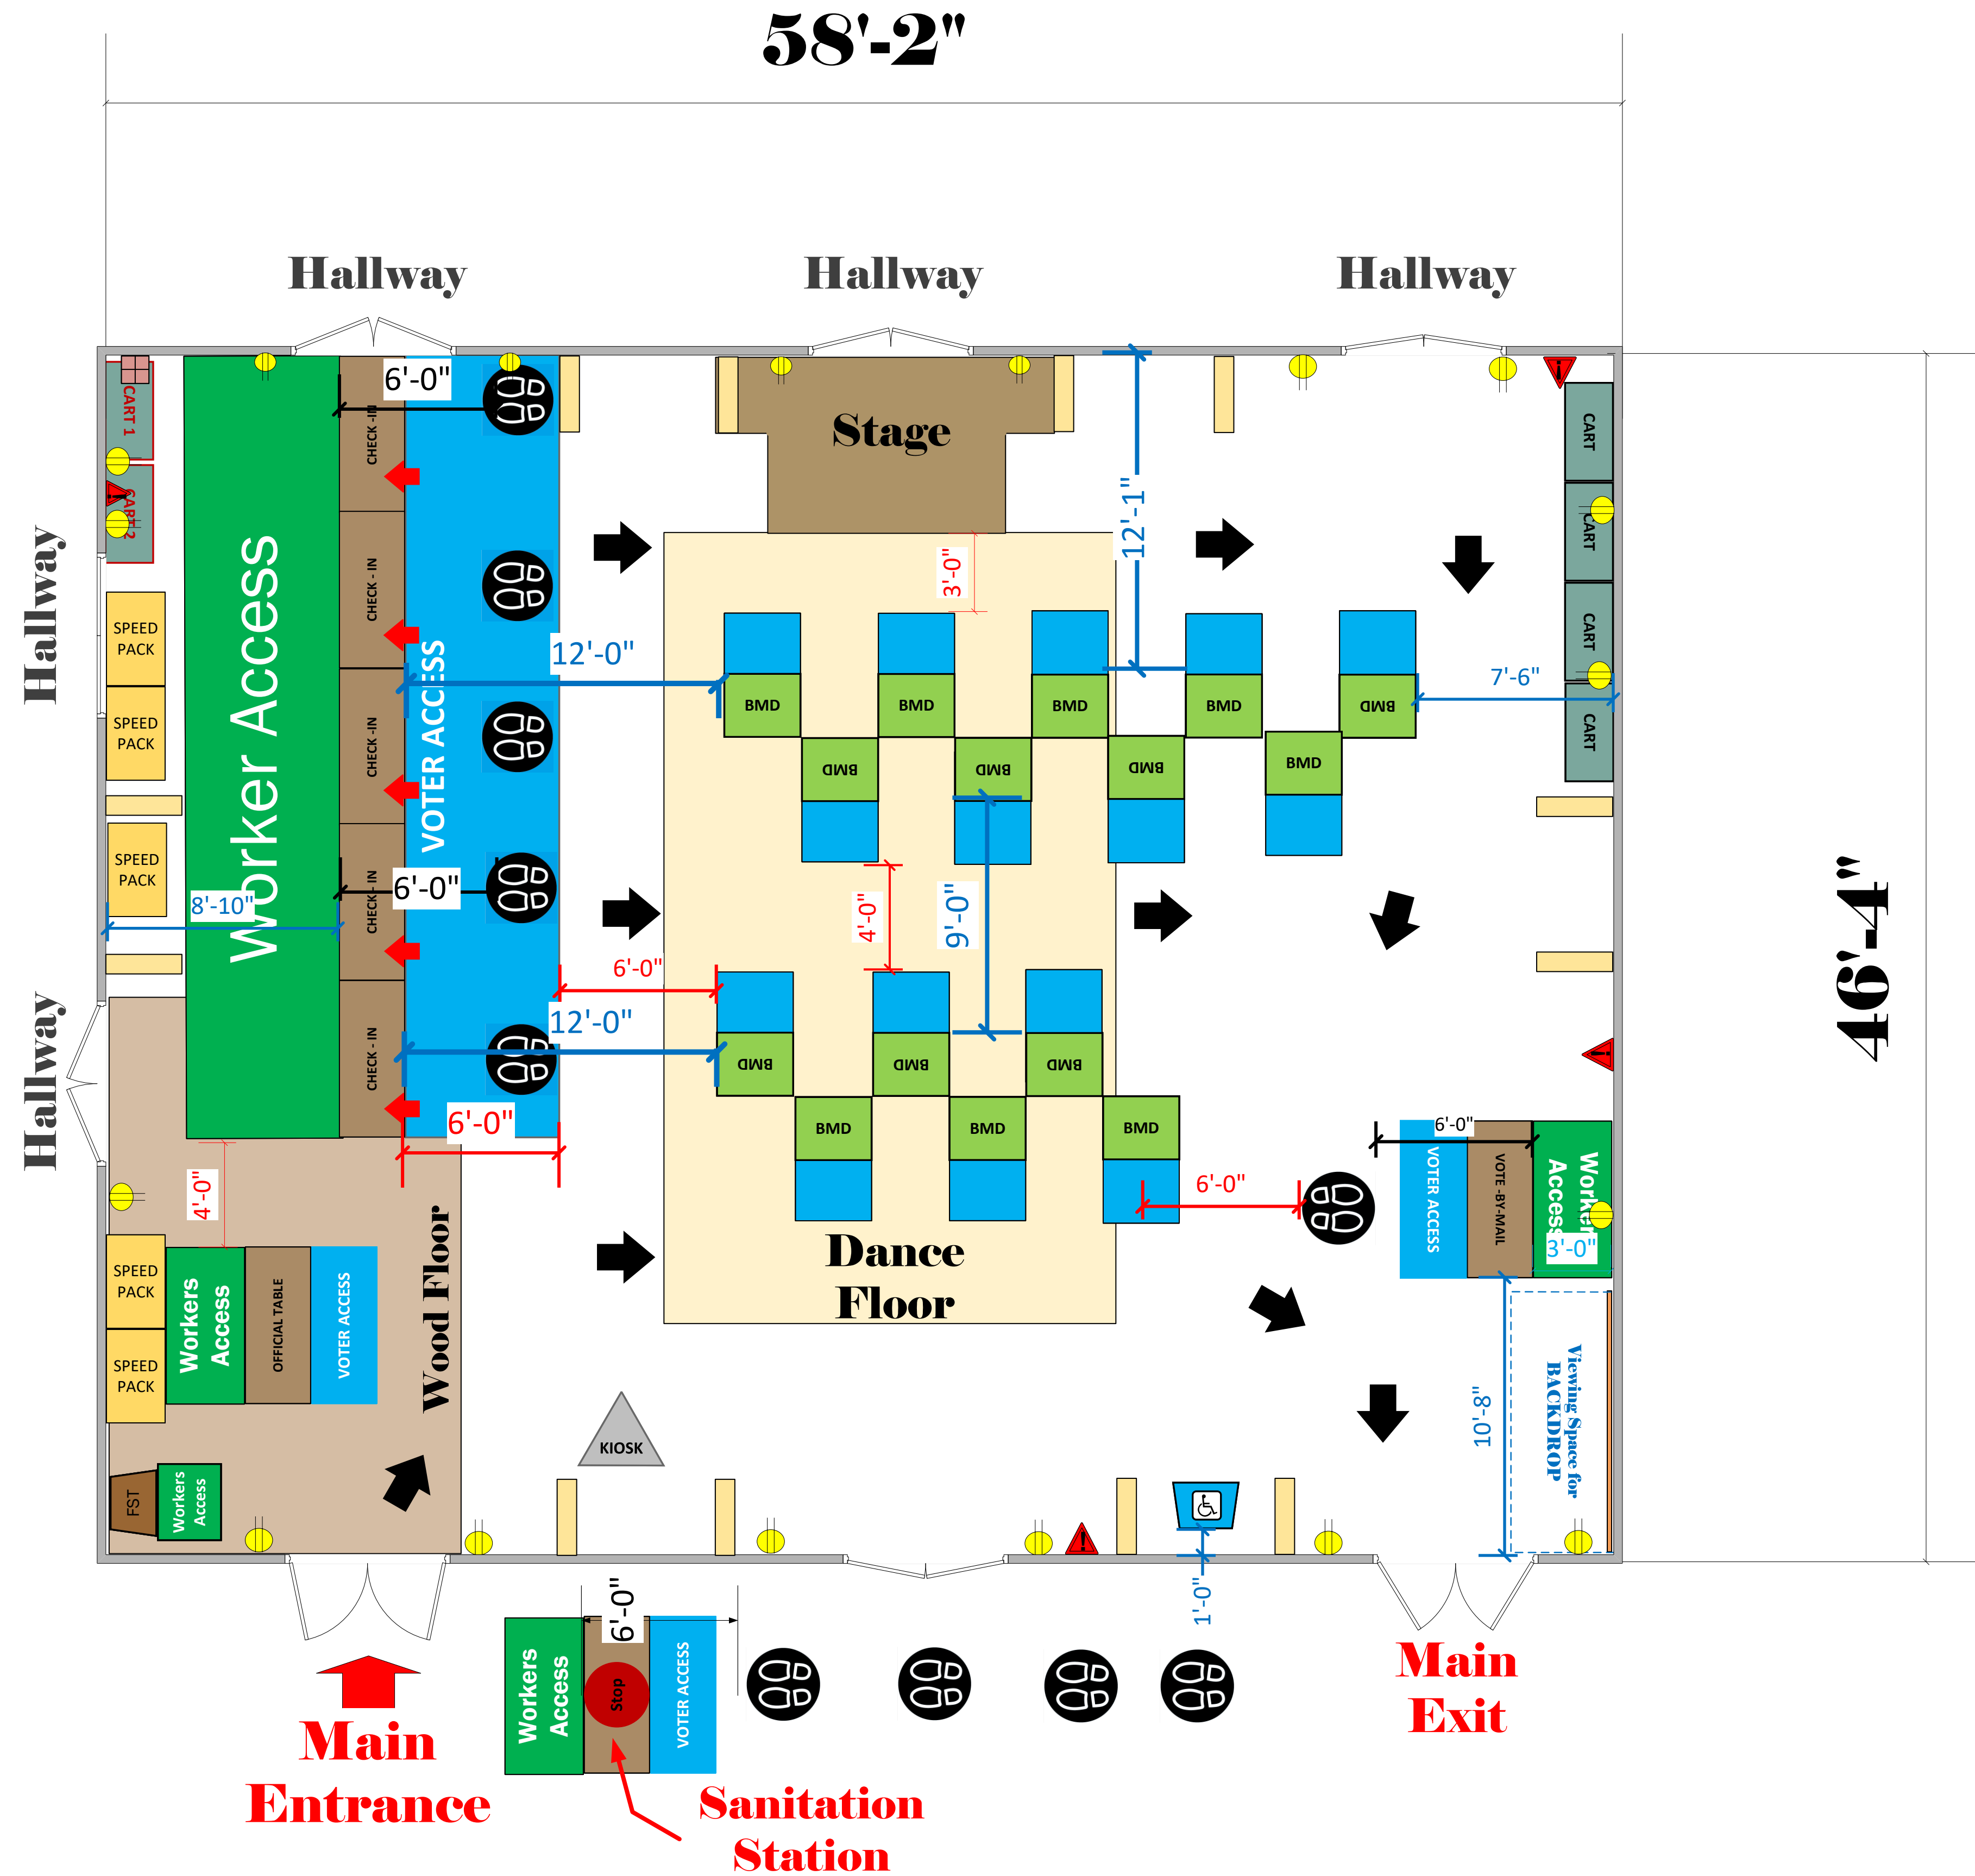 58'-2"
Hallway
Hallway
Hallway
6'-0"
CART 1
CART 2
CHECK -IN
Stage
CART
12'-1"
CART
Worker Access
Hallway
CHECK - IN
3'-0"
SPEED
PACK
12'-0"
CART
VOTER ACCESS
7'-6"
SPEED
PACK
CHECK -IN
BMD
BMD
BMD
BMD
BMD
CART
BMD
BMD
BMD
BMD
SPEED
PACK
CHECK - IN
6'-0"
8'-10"
4'-0"
9'-0"
46'-4"
6'-0"
12'-0"
Hallway
CHECK - IN
BMD
BMD
BMD
6'-0"
BMD
BMD
BMD
6'-0"
4'-0"
6'-0"
VOTER ACCESS
VOTE -BY-MAIL
Worker
Access
3'-0"
Wood Floor
Dance
Floor
SPEED
PACK
Workers
Access
OFFICIAL TABLE
VOTER ACCESS
SPEED
PACK
10'-8"
Viewing Space for
BACKDROP
KIOSK
FST
Workers
Access
1'-0"
6'-0"
Workers
Access
Stop
VOTER ACCESS
Main
Exit
Main
Entrance
Sanitation
Station